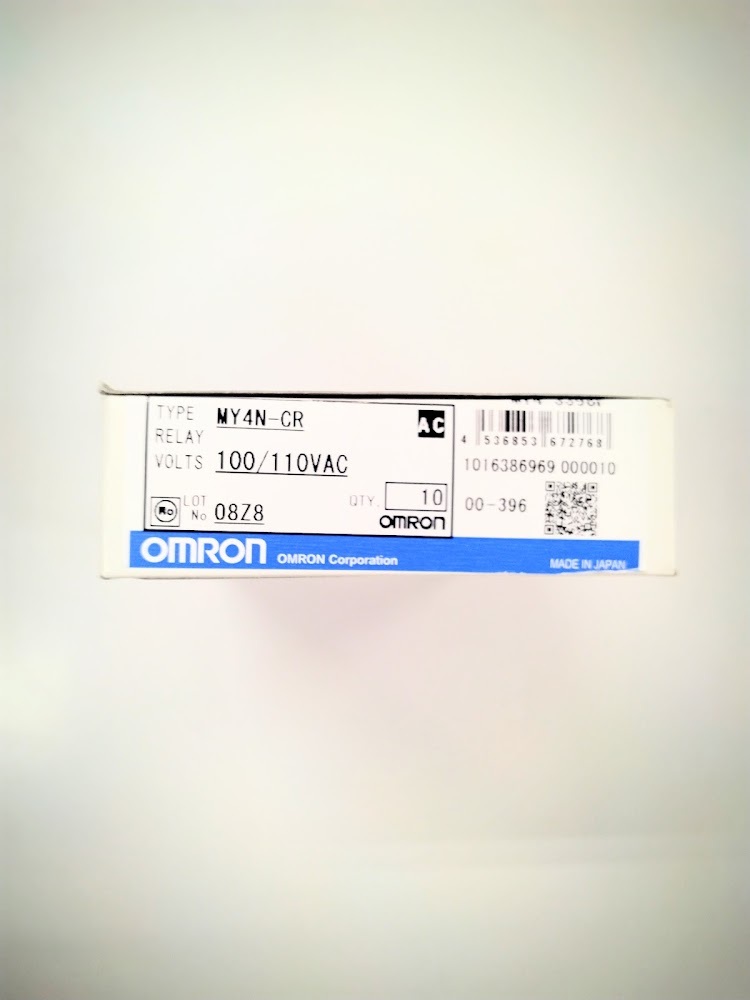 TYPE MY4N-CR
AC
RELAY
VOLTS 100/110VAC
LOT No 08Z8
QTY. 10
OMRON
4 536853 672768
1016386969 000010
00-396
OMRON OMRON Corporation
MADE IN JAPAN